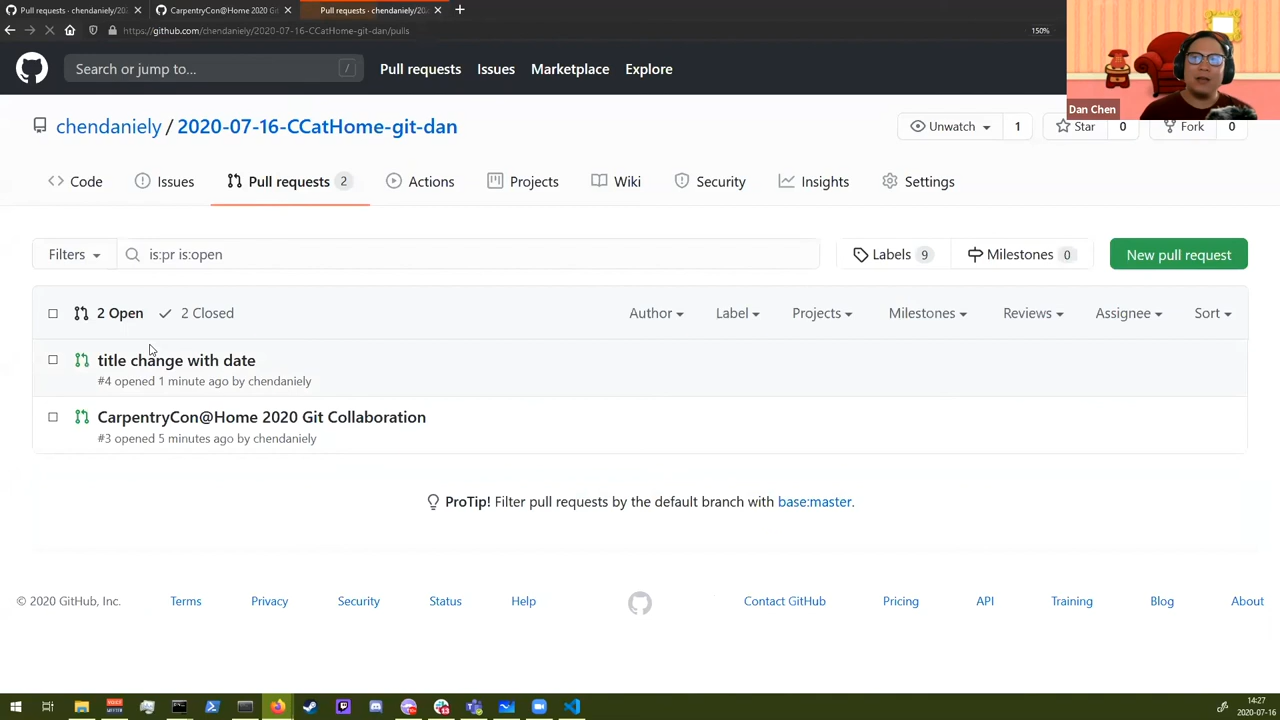 Pull requests · chendaniely/202
CarpentryCon@Home 2020 Git
Pull requests · chendaniely/20
https://github.com/chendaniely/2020-07-16-CCatHome-git-dan/pulls
150%
Search or jump to...
/
Pull requests
Issues
Marketplace
Explore
Dan Chen
chendaniely / 2020-07-16-CCatHome-git-dan
Unwatch
1
Star
0
Fork
0
Code
Issues
Pull requests 2
Actions
Projects
Wiki
Security
Insights
Settings
Filters
is:pr is:open
Labels 9
Milestones 0
New pull request
2 Open
2 Closed
Author
Label
Projects
Milestones
Reviews
Assignee
Sort
title change with date
#4 opened 1 minute ago by chendaniely
CarpentryCon@Home 2020 Git Collaboration
#3 opened 5 minutes ago by chendaniely
ProTip! Filter pull requests by the default branch with base:master.
© 2020 GitHub, Inc.
Terms
Privacy
Security
Status
Help
Contact GitHub
Pricing
API
Training
Blog
About
14:27
2020-07-16